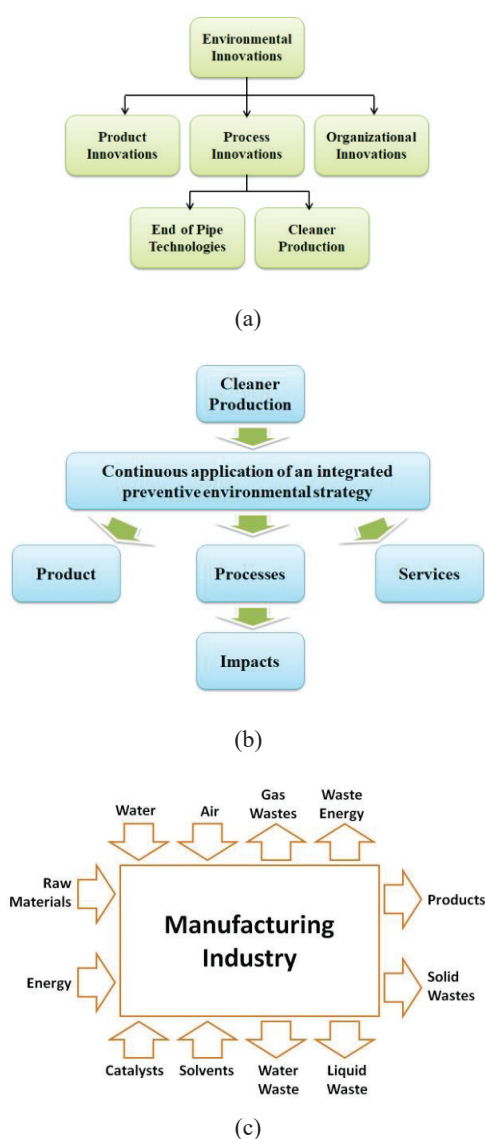 Environmental
Innovations
Product
Innovations
Process
Innovations
Organizational
Innovations
End of Pipe
Technologies
Cleaner
Production
(a)
Cleaner
Production
Continuous application of an integrated
preventive environmental strategy
Product
Processes
Services
Impacts
(b)
Water
Air
Gas
Wastes
Waste
Energy
Raw
Materials
Products
Manufacturing
Industry
Energy
Solid
Wastes
Catalysts
Solvents
Water
Waste
Liquid
Waste
(c)